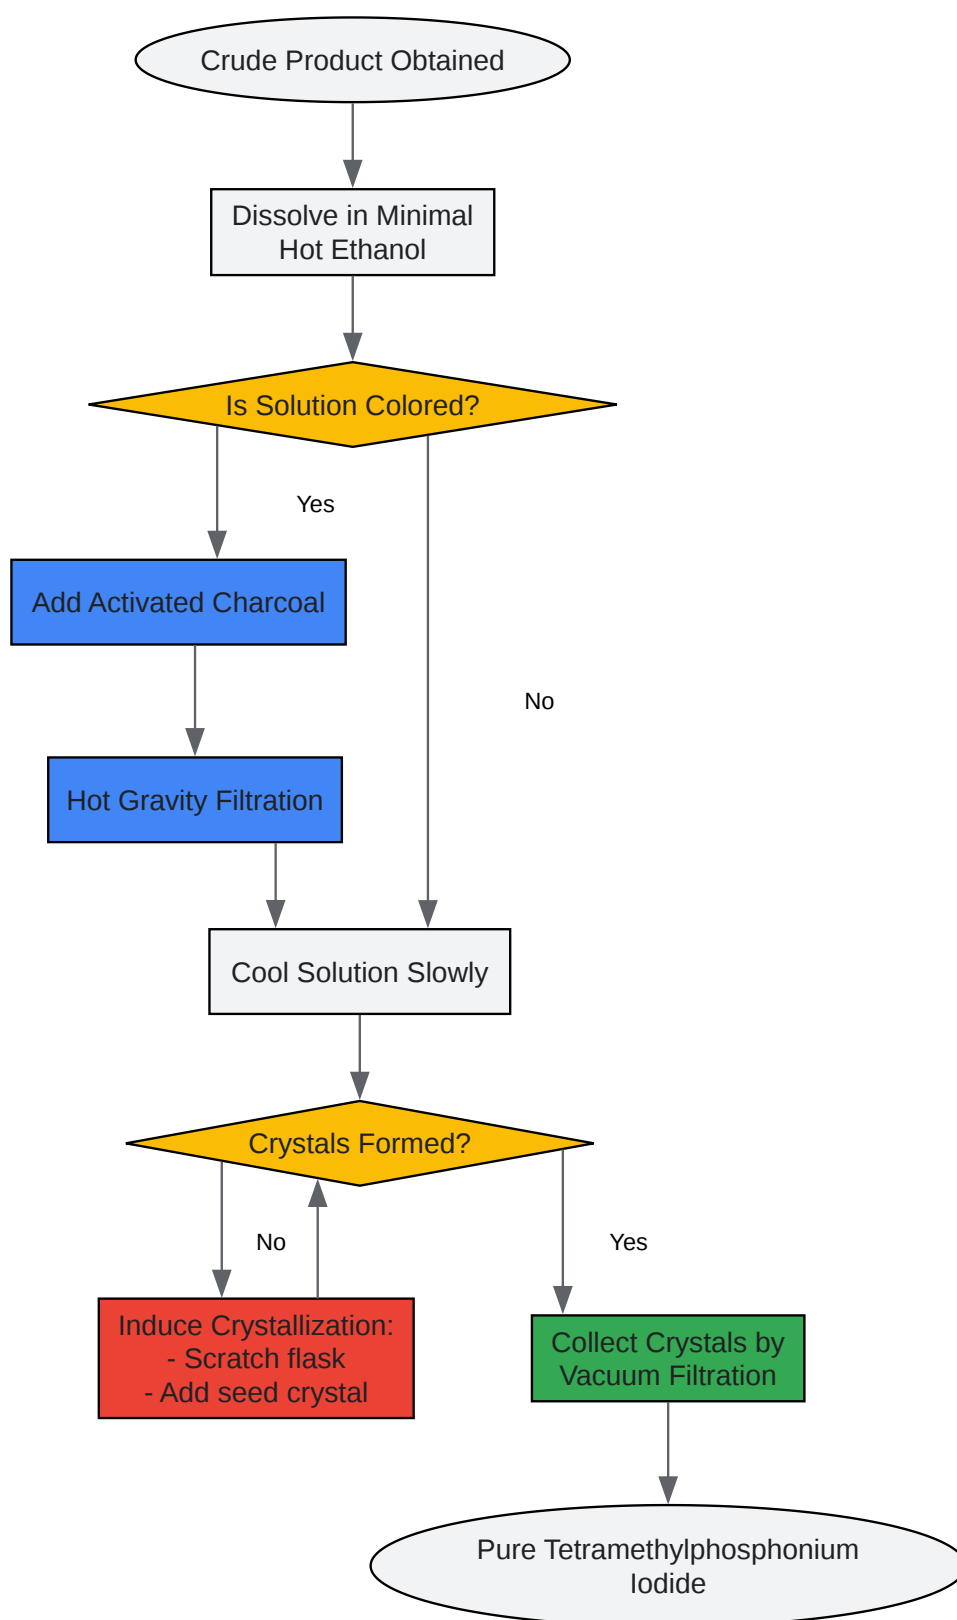 Crude Product Obtained
Dissolve in Minimal
Hot Ethanol
Is Solution Colored?
Yes
Add Activated Charcoal
No
Hot Gravity Filtration
Cool Solution Slowly
Crystals Formed?
No
Yes
Induce Crystallization:
- Scratch flask
- Add seed crystal
Collect Crystals by
Vacuum Filtration
Pure Tetramethylphosphonium
Iodide